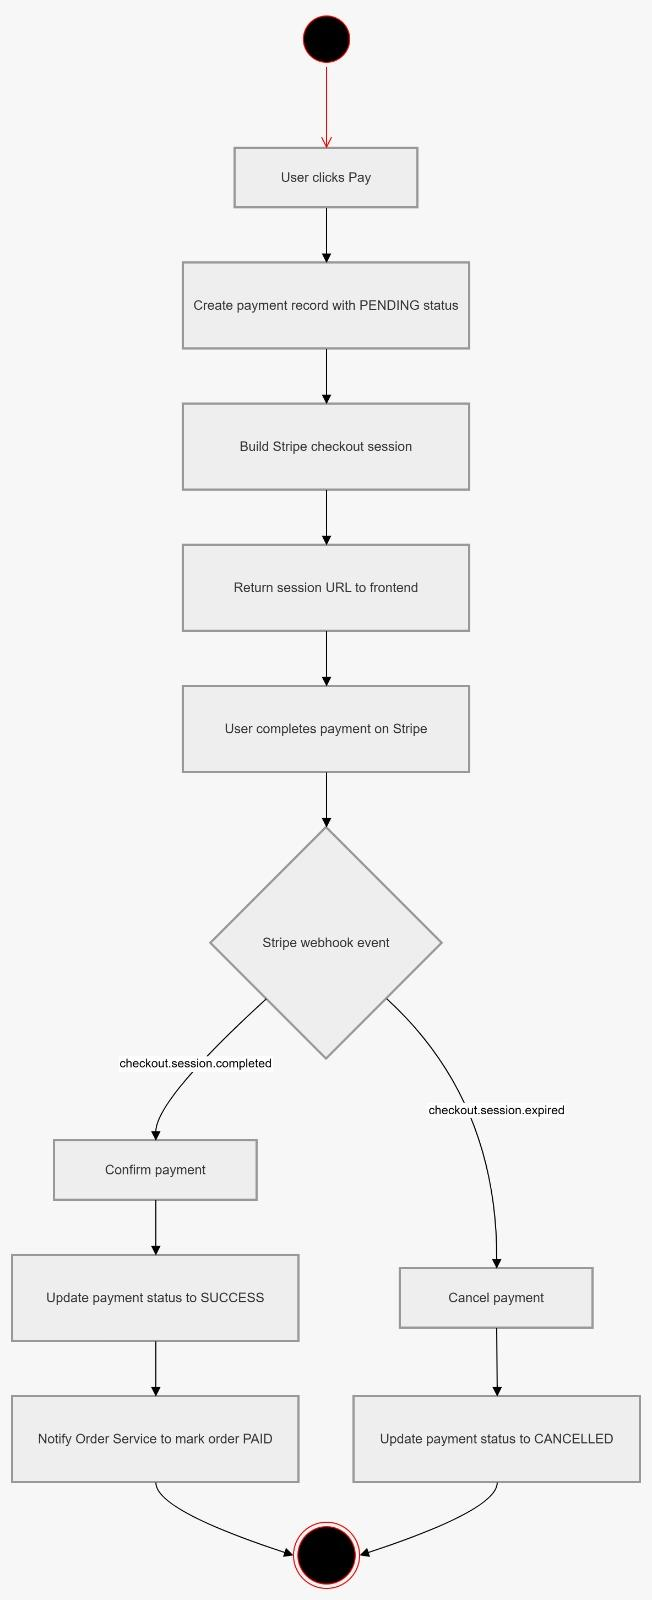 User clicks Pay
Create payment record with PENDING status
Build Stripe checkout session
Return session URL to frontend
User completes payment on Stripe
Stripe webhook event
checkout.session.completed
checkout.session.expired
Confirm payment
Update payment status to SUCCESS
Cancel payment
Notify Order Service to mark order PAID
Update payment status to CANCELLED